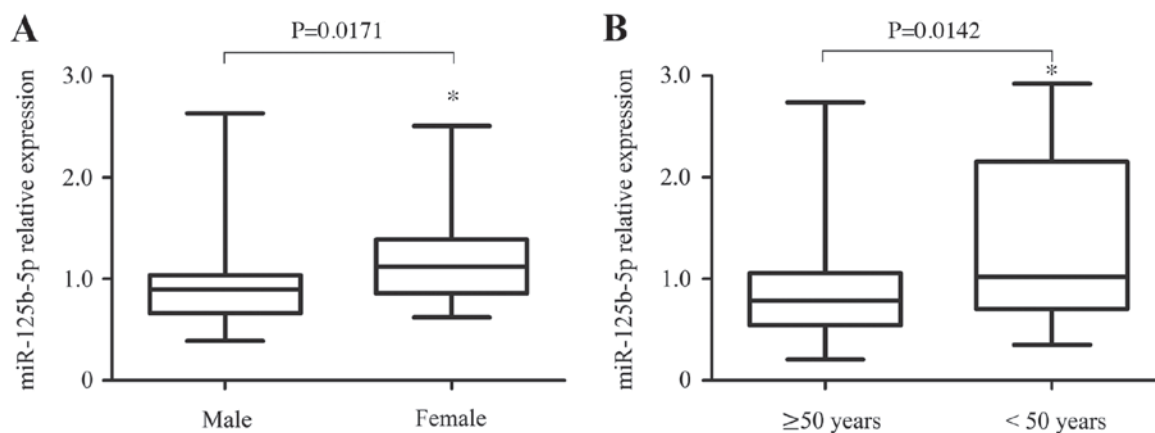 A
P=0.0171
*
miR-125b-5p relative expression
3.0
2.0
1.0
0
Male
Female
B
P=0.0142
*
miR-125b-5p relative expression
3.0
2.0
1.0
0
≥50 years
< 50 years